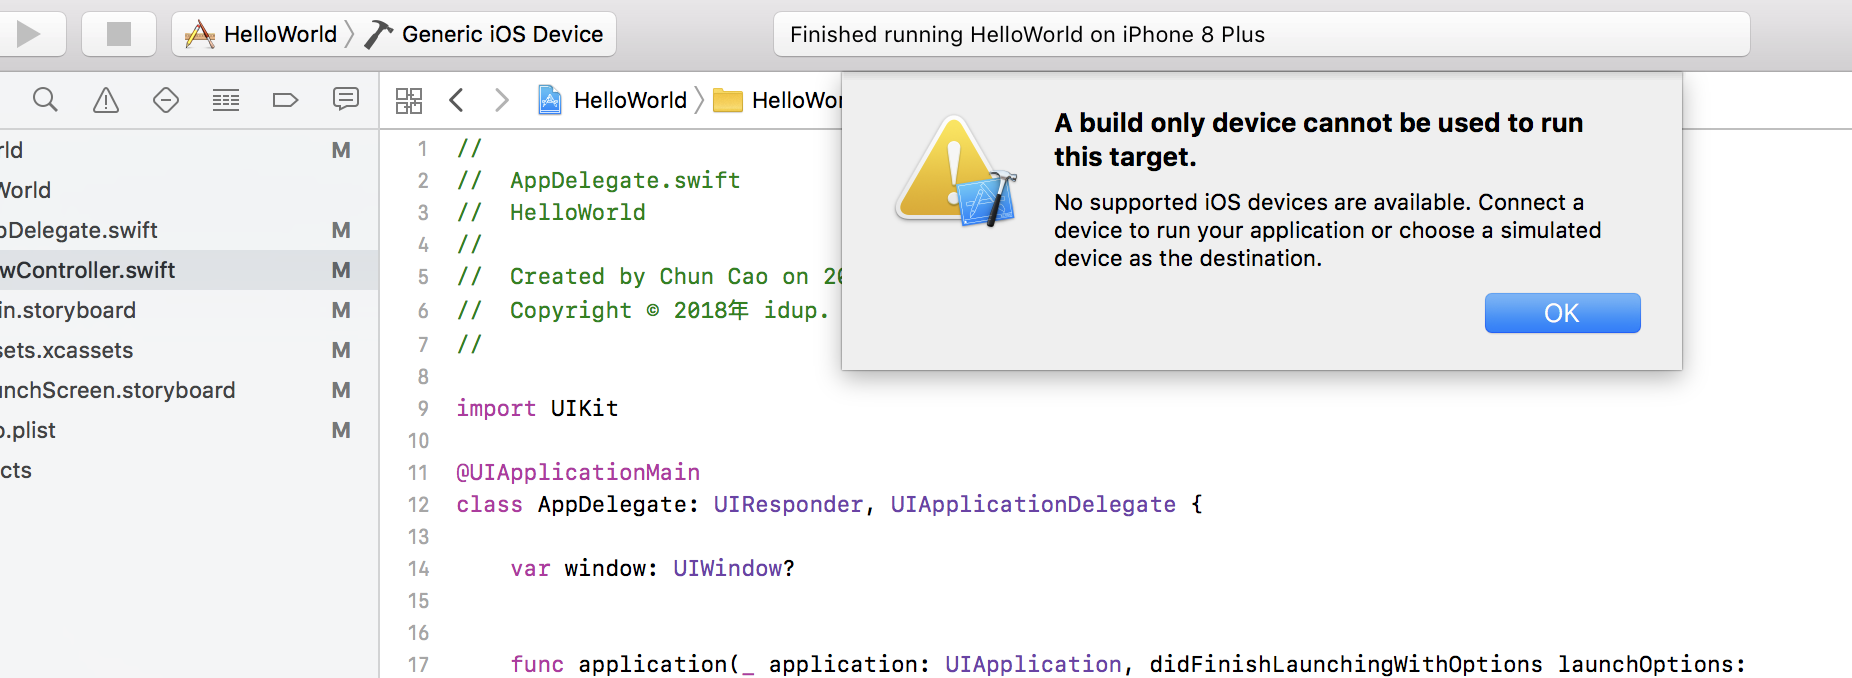 HelloWorld
Generic iOS Device
Finished running HelloWorld on iPhone 8 Plus
HelloWorld
HelloWor
A build only device cannot be used to run
this target.
No supported iOS devices are available. Connect a
device to run your application or choose a simulated
device as the destination.
OK
rld M
World
pDelegate.swift M
wController.swift M
in.storyboard M
sets.xcassets M
unchScreen.storyboard M
o.plist M
cts
1 //
2 //  AppDelegate.swift
3 //  HelloWorld
4 //
5 //  Created by Chun Cao on 20
6 //  Copyright © 2018年 idup.
7 //
8
9 import UIKit
10
11 @UIApplicationMain
12 class AppDelegate: UIResponder, UIApplicationDelegate {
13
14 var window: UIWindow?
15
16
17 func application(_ application: UIApplication, didFinishLaunchingWithOptions launchOptions: